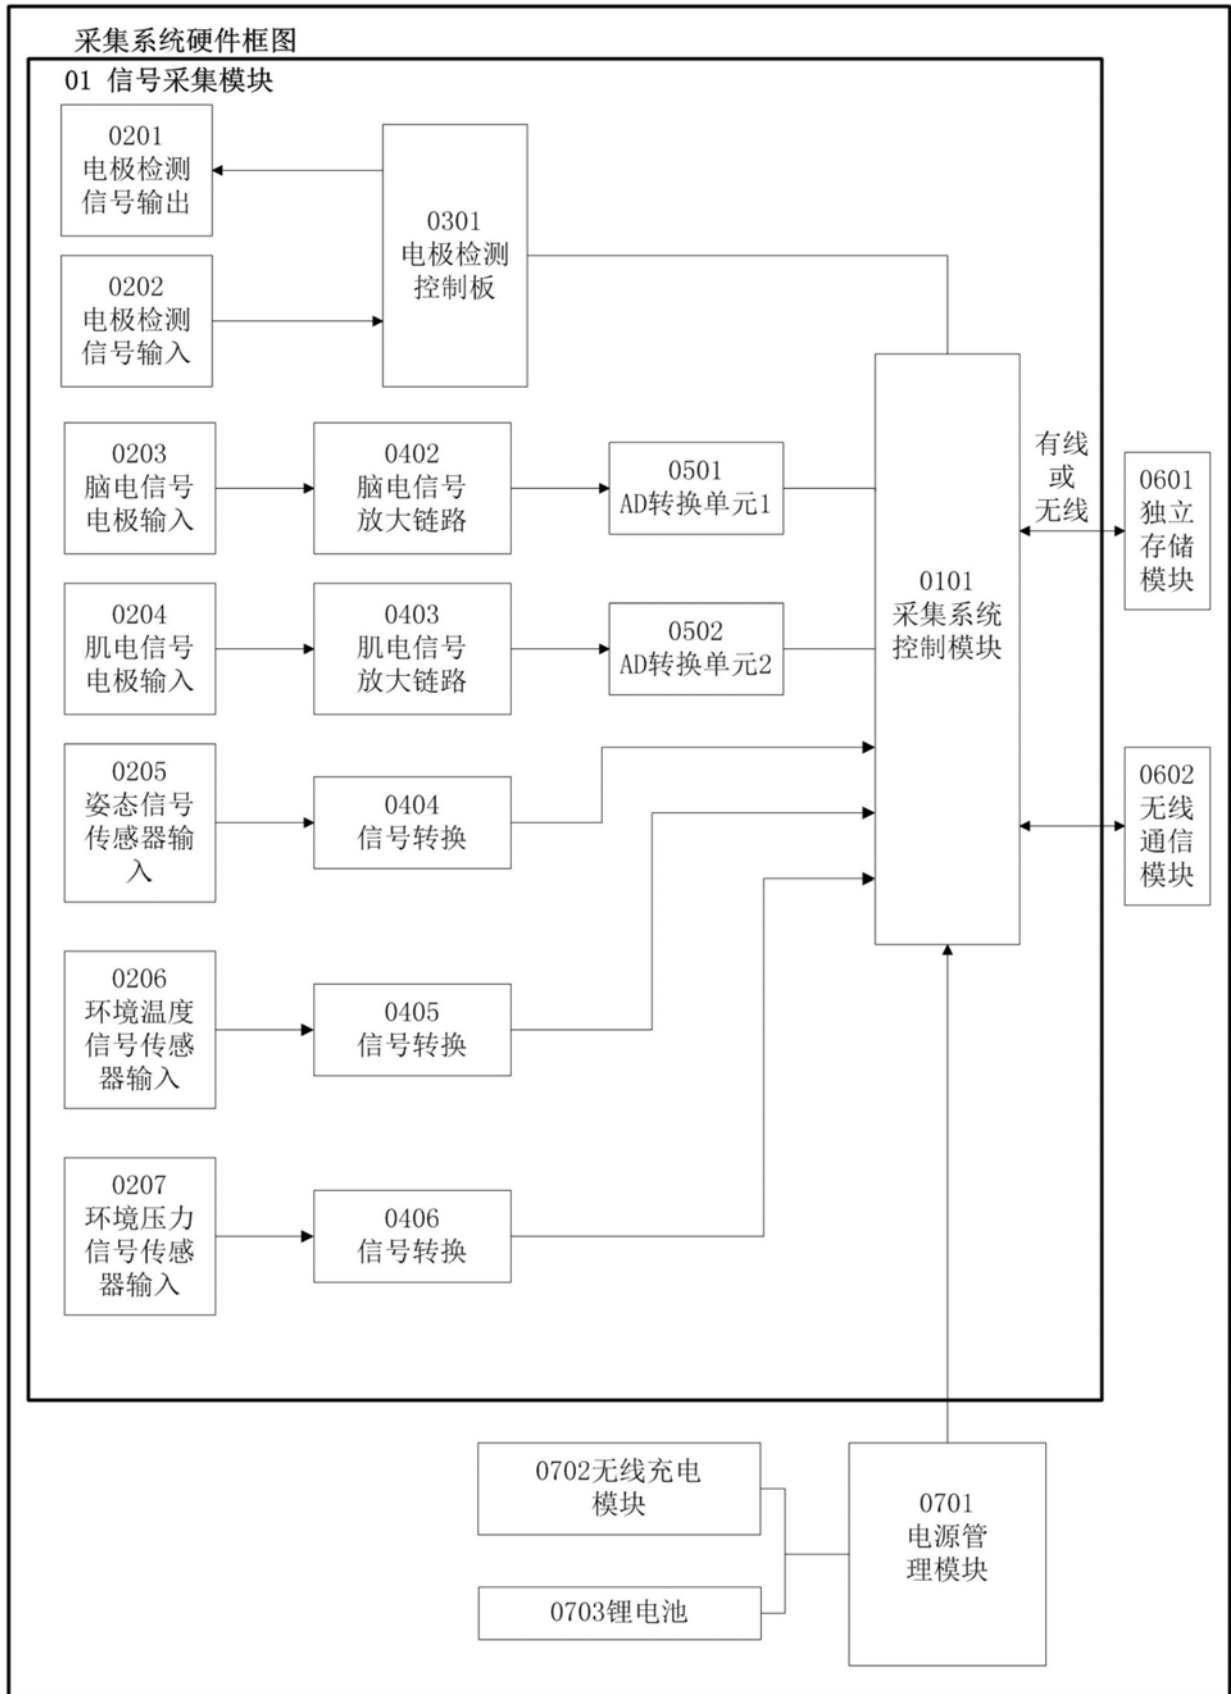 采集系统硬件框图
01 信号采集模块
0201
电极检测
信号输出
0301
电极检测
控制板
0202
电极检测
信号输入
0203
脑电信号
电极输入
0402
脑电信号
放大链路
0501
AD转换单元1
有线
或
无线
0601
独立
存储
模块
0101
采集系统
控制模块
0204
肌电信号
电极输入
0403
肌电信号
放大链路
0502
AD转换单元2
0205
姿态信号
传感器输
入
0404
信号转换
0602
无线
通信
模块
0206
环境温度
信号传感
器输入
0405
信号转换
0207
环境压力
信号传感
器输入
0406
信号转换
0702无线充电
模块
0701
电源管
理模块
0703锂电池